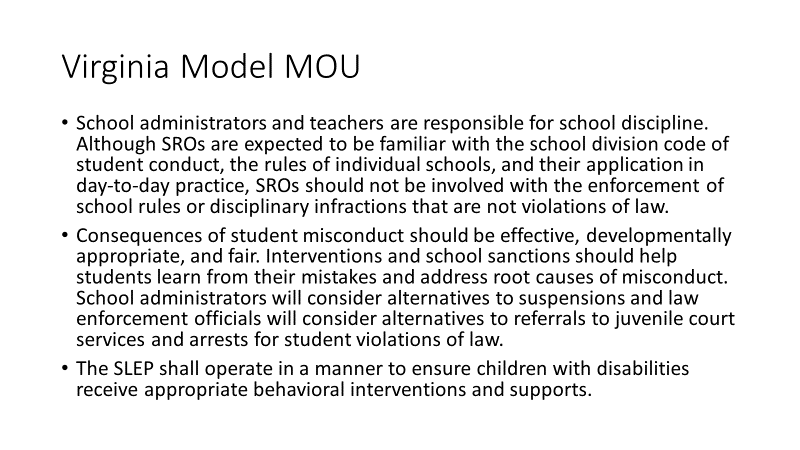 Virginia Model MOU
• School administrators and teachers are responsible for school discipline.
Although SROs are expected to be familiar with the school division code of
student conduct, the rules of individual schools, and their application in
day-to-day practice, SROs should not be involved with the enforcement of
school rules or disciplinary infractions that are not violations of law.
• Consequences of student misconduct should be effective, developmentally
appropriate, and fair. Interventions and school sanctions should help
students learn from their mistakes and address root causes of misconduct.
School administrators will consider alternatives to suspensions and law
enforcement officials will consider alternatives to referrals to juvenile court
services and arrests for student violations of law.
• The SLEP shall operate in a manner to ensure children with disabilities
receive appropriate behavioral interventions and supports.